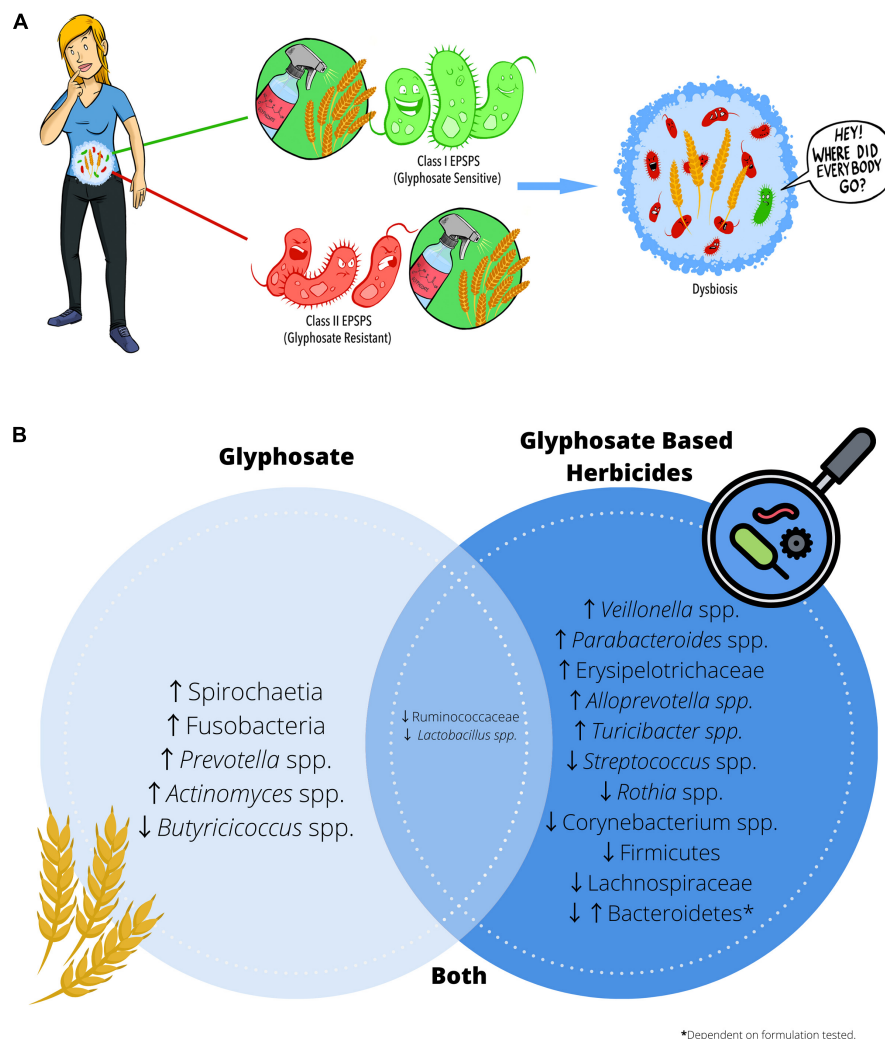 A
Class I EPSPS
(Glyphosate Sensitive)
HEY!
WHERE DID
EVERYBODY
GO?
Class II EPSPS
(Glyphosate Resistant)
Dysbiosis
B
Glyphosate
Glyphosate Based
Herbicides
↑ Spirochaetia
↑ Fusobacteria
↑ Prevotella spp.
↑ Actinomyces spp.
↓ Butyricicoccus spp.
↓ Ruminococcaceae
↓ Lactobacillus spp.
↑ Veillonella spp.
↑ Parabacteroides spp.
↑ Erysipelotrichaceae
↑ Alloprevotella spp.
↑ Turicibacter spp.
↓ Streptococcus spp.
↓ Rothia spp.
↓ Corynebacterium spp.
↓ Firmicutes
↓ Lachnospiraceae
↓ ↑ Bacteroidetes*
Both
*Dependent on formulation tested.